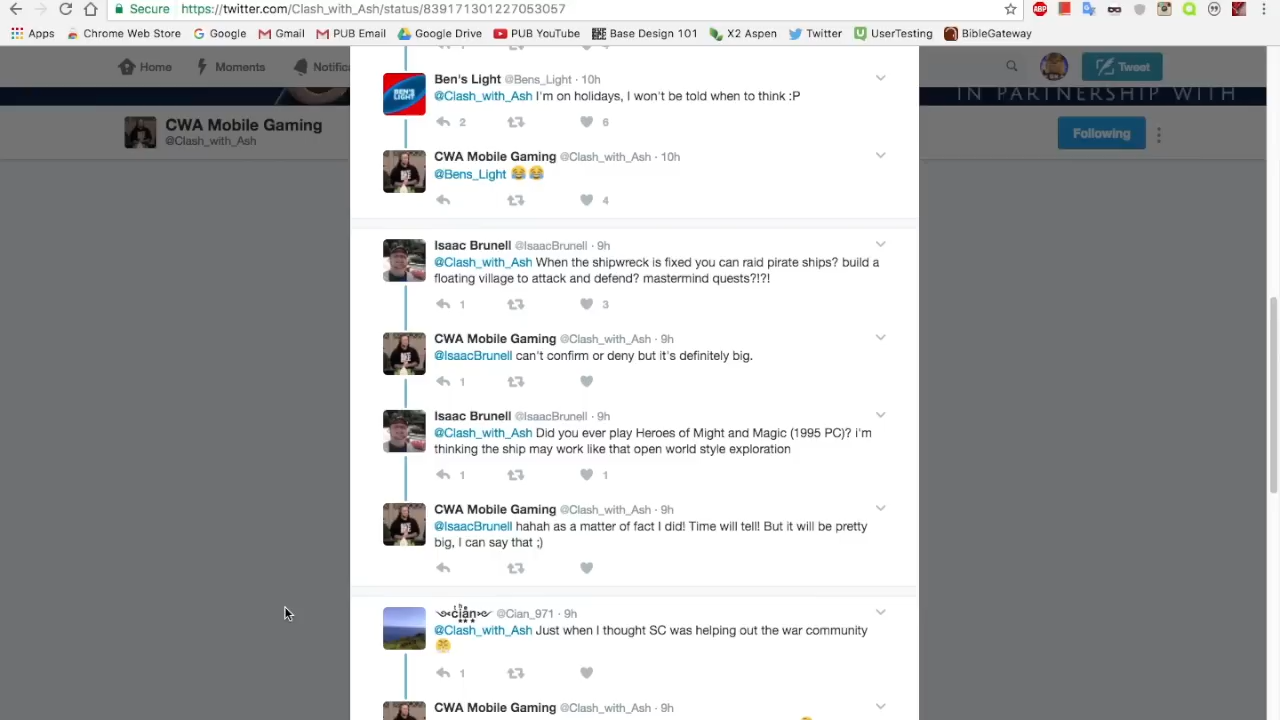 Secure https://twitter.com/Clash_with_Ash/status/839171301227053057
Apps Chrome Web Store Google Gmail PUB Email Google Drive PUB YouTube Base Design 101 X2 Aspen Twitter UserTesting BibleGateway
Home Moments Notific Tweet
IN PARTNERSHIP WITH
CWA Mobile Gaming
@Clash_with_Ash
Following
Ben's Light @Bens_Light · 10h
@Clash_with_Ash I'm on holidays, I won't be told when to think :P
2 6
CWA Mobile Gaming @Clash_with_Ash · 10h
@Bens_Light 😂 😂
4
Isaac Brunell @IsaacBrunell · 9h
@Clash_with_Ash When the shipwreck is fixed you can raid pirate ships? build a
floating village to attack and defend? mastermind quests?!?!
1 3
CWA Mobile Gaming @Clash_with_Ash · 9h
@IsaacBrunell can't confirm or deny but it's definitely big.
1
Isaac Brunell @IsaacBrunell · 9h
@Clash_with_Ash Did you ever play Heroes of Might and Magic (1995 PC)? i'm
thinking the ship may work like that open world style exploration
1 1
CWA Mobile Gaming @Clash_with_Ash · 9h
@IsaacBrunell hahah as a matter of fact I did! Time will tell! But it will be pretty
big, I can say that ;)
@Cian_971 · 9h
@Clash_with_Ash Just when I thought SC was helping out the war community
1
CWA Mobile Gaming @Clash_with_Ash · 9h